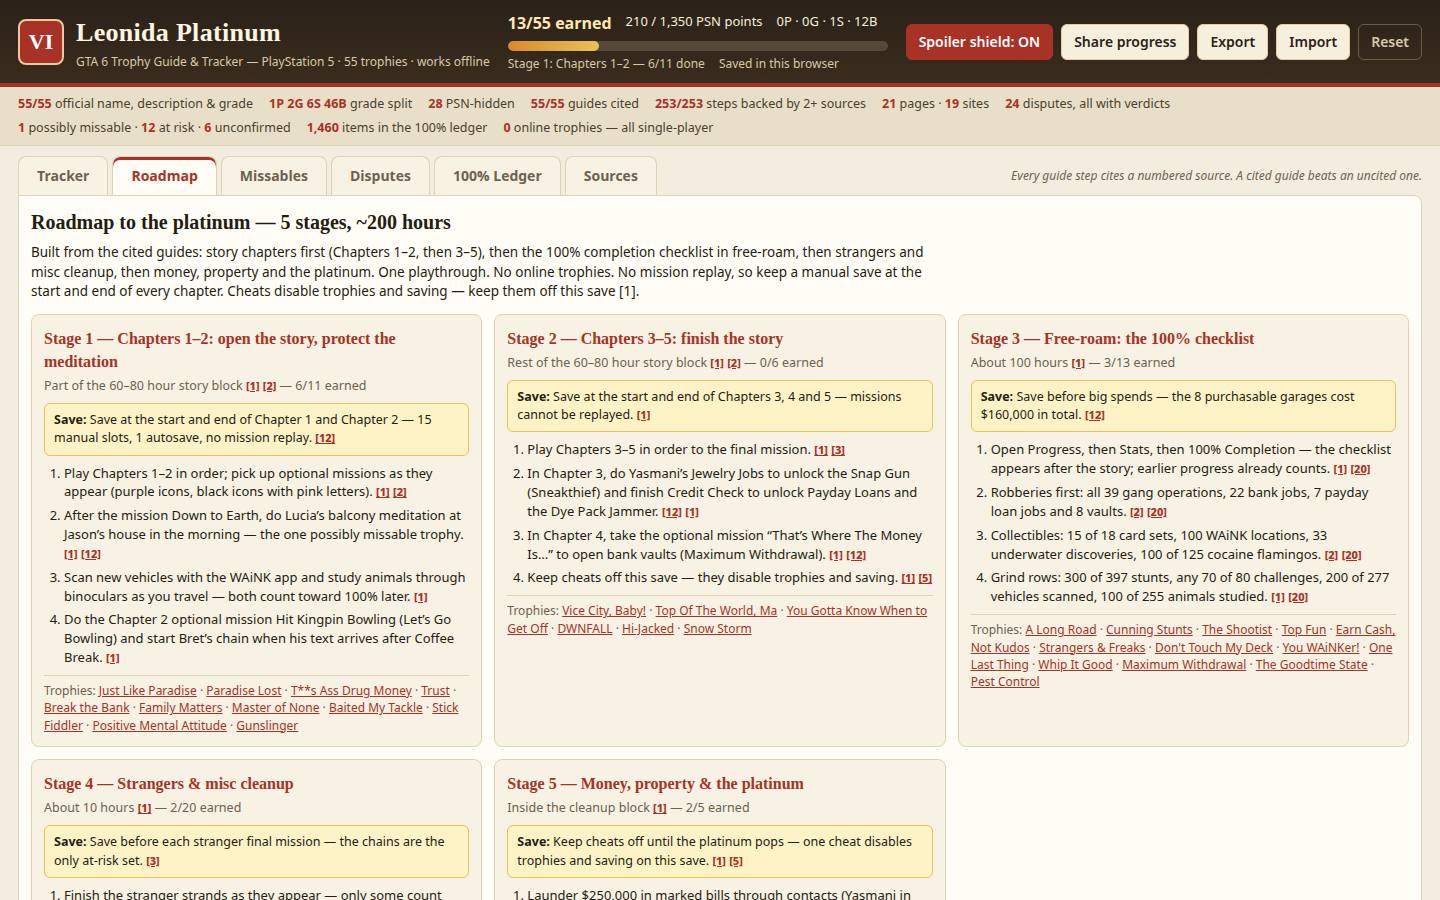 VI
Leonida Platinum
GTA 6 Trophy Guide & Tracker — PlayStation 5 · 55 trophies · works offline
13/55 earned 210 / 1,350 PSN points 0P · 0G · 1S · 12B
Stage 1: Chapters 1–2 — 6/11 done Saved in this browser
Spoiler shield: ON
Share progress
Export
Import
Reset
55/55 official name, description & grade 1P 2G 6S 46B grade split 28 PSN-hidden 55/55 guides cited 253/253 steps backed by 2+ sources 21 pages · 19 sites 24 disputes, all with verdicts
1 possibly missable · 12 at risk · 6 unconfirmed 1,460 items in the 100% ledger 0 online trophies — all single-player
Tracker
Roadmap
Missables
Disputes
100% Ledger
Sources
Every guide step cites a numbered source. A cited guide beats an uncited one.
Roadmap to the platinum — 5 stages, ~200 hours
Built from the cited guides: story chapters first (Chapters 1–2, then 3–5), then the 100% completion checklist in free-roam, then strangers and
misc cleanup, then money, property and the platinum. One playthrough. No online trophies. No mission replay, so keep a manual save at the
start and end of every chapter. Cheats disable trophies and saving — keep them off this save [1].
Stage 1 — Chapters 1–2: open the story, protect the
meditation
Part of the 60–80 hour story block [1] [2] — 6/11 earned
Save: Save at the start and end of Chapter 1 and Chapter 2 — 15
manual slots, 1 autosave, no mission replay. [12]
1. Play Chapters 1–2 in order; pick up optional missions as they
appear (purple icons, black icons with pink letters). [1] [2]
2. After the mission Down to Earth, do Lucia’s balcony meditation at
Jason’s house in the morning — the one possibly missable trophy.
[1] [12]
3. Scan new vehicles with the WAiNK app and study animals through
binoculars as you travel — both count toward 100% later. [1]
4. Do the Chapter 2 optional mission Hit Kingpin Bowling (Let’s Go
Bowling) and start Bret’s chain when his text arrives after Coffee
Break. [1]
Trophies: Just Like Paradise · Paradise Lost · T**s Ass Drug Money · Trust ·
Break the Bank · Family Matters · Master of None · Baited My Tackle · Stick
Fiddler · Positive Mental Attitude · Gunslinger
Stage 2 — Chapters 3–5: finish the story
Rest of the 60–80 hour story block [1] [2] — 0/6 earned
Save: Save at the start and end of Chapters 3, 4 and 5 — missions
cannot be replayed. [1]
1. Play Chapters 3–5 in order to the final mission. [1] [3]
2. In Chapter 3, do Yasmani’s Jewelry Jobs to unlock the Snap Gun
(Sneakthief) and finish Credit Check to unlock Payday Loans and
the Dye Pack Jammer. [12] [1]
3. In Chapter 4, take the optional mission “That’s Where The Money
Is…” to open bank vaults (Maximum Withdrawal). [1] [12]
4. Keep cheats off this save — they disable trophies and saving. [1] [5]
Trophies: Vice City, Baby! · Top Of The World, Ma · You Gotta Know When to
Get Off · DWNFALL · Hi-Jacked · Snow Storm
Stage 3 — Free-roam: the 100% checklist
About 100 hours [1] — 3/13 earned
Save: Save before big spends — the 8 purchasable garages cost
$160,000 in total. [12]
1. Open Progress, then Stats, then 100% Completion — the checklist
appears after the story; earlier progress already counts. [1] [20]
2. Robberies first: all 39 gang operations, 22 bank jobs, 7 payday
loan jobs and 8 vaults. [2] [20]
3. Collectibles: 15 of 18 card sets, 100 WAiNK locations, 33
underwater discoveries, 100 of 125 cocaine flamingos. [2] [20]
4. Grind rows: 300 of 397 stunts, any 70 of 80 challenges, 200 of 277
vehicles scanned, 100 of 255 animals studied. [1] [20]
Trophies: A Long Road · Cunning Stunts · The Shootist · Top Fun · Earn Cash,
Not Kudos · Strangers & Freaks · Don't Touch My Deck · You WAiNKer! · One
Last Thing · Whip It Good · Maximum Withdrawal · The Goodtime State ·
Pest Control
Stage 4 — Strangers & misc cleanup
About 10 hours [1] — 2/20 earned
Save: Save before each stranger final mission — the chains are the
only at-risk set. [3]
1. Finish the stranger strands as they appear — only some count
Stage 5 — Money, property & the platinum
Inside the cleanup block [1] — 2/5 earned
Save: Keep cheats off until the platinum pops — one cheat disables
trophies and saving on this save. [1] [5]
1. Launder $250,000 in marked bills through contacts (Yasmani in